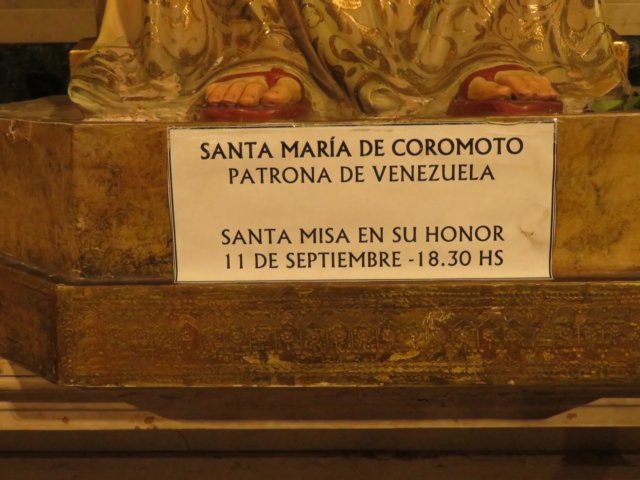 SANTA MARÍA DE COROMOTO
PATRONA DE VENEZUELA
SANTA MISA EN SU HONOR
11 DE SEPTIEMBRE -18.30 HS